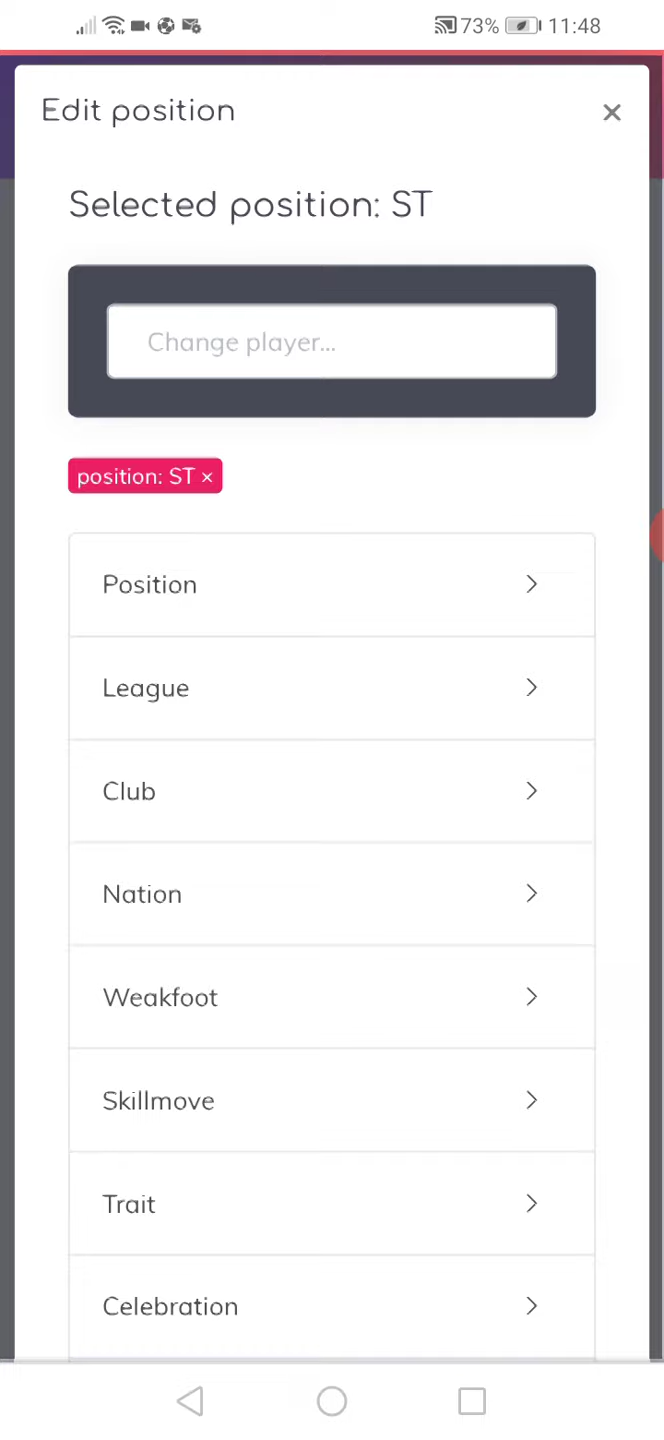 73% 11:48
Edit position ×
Selected position: ST
Change player...
position: ST ×
Position
League
Club
Nation
Weakfoot
Skillmove
Trait
Celebration